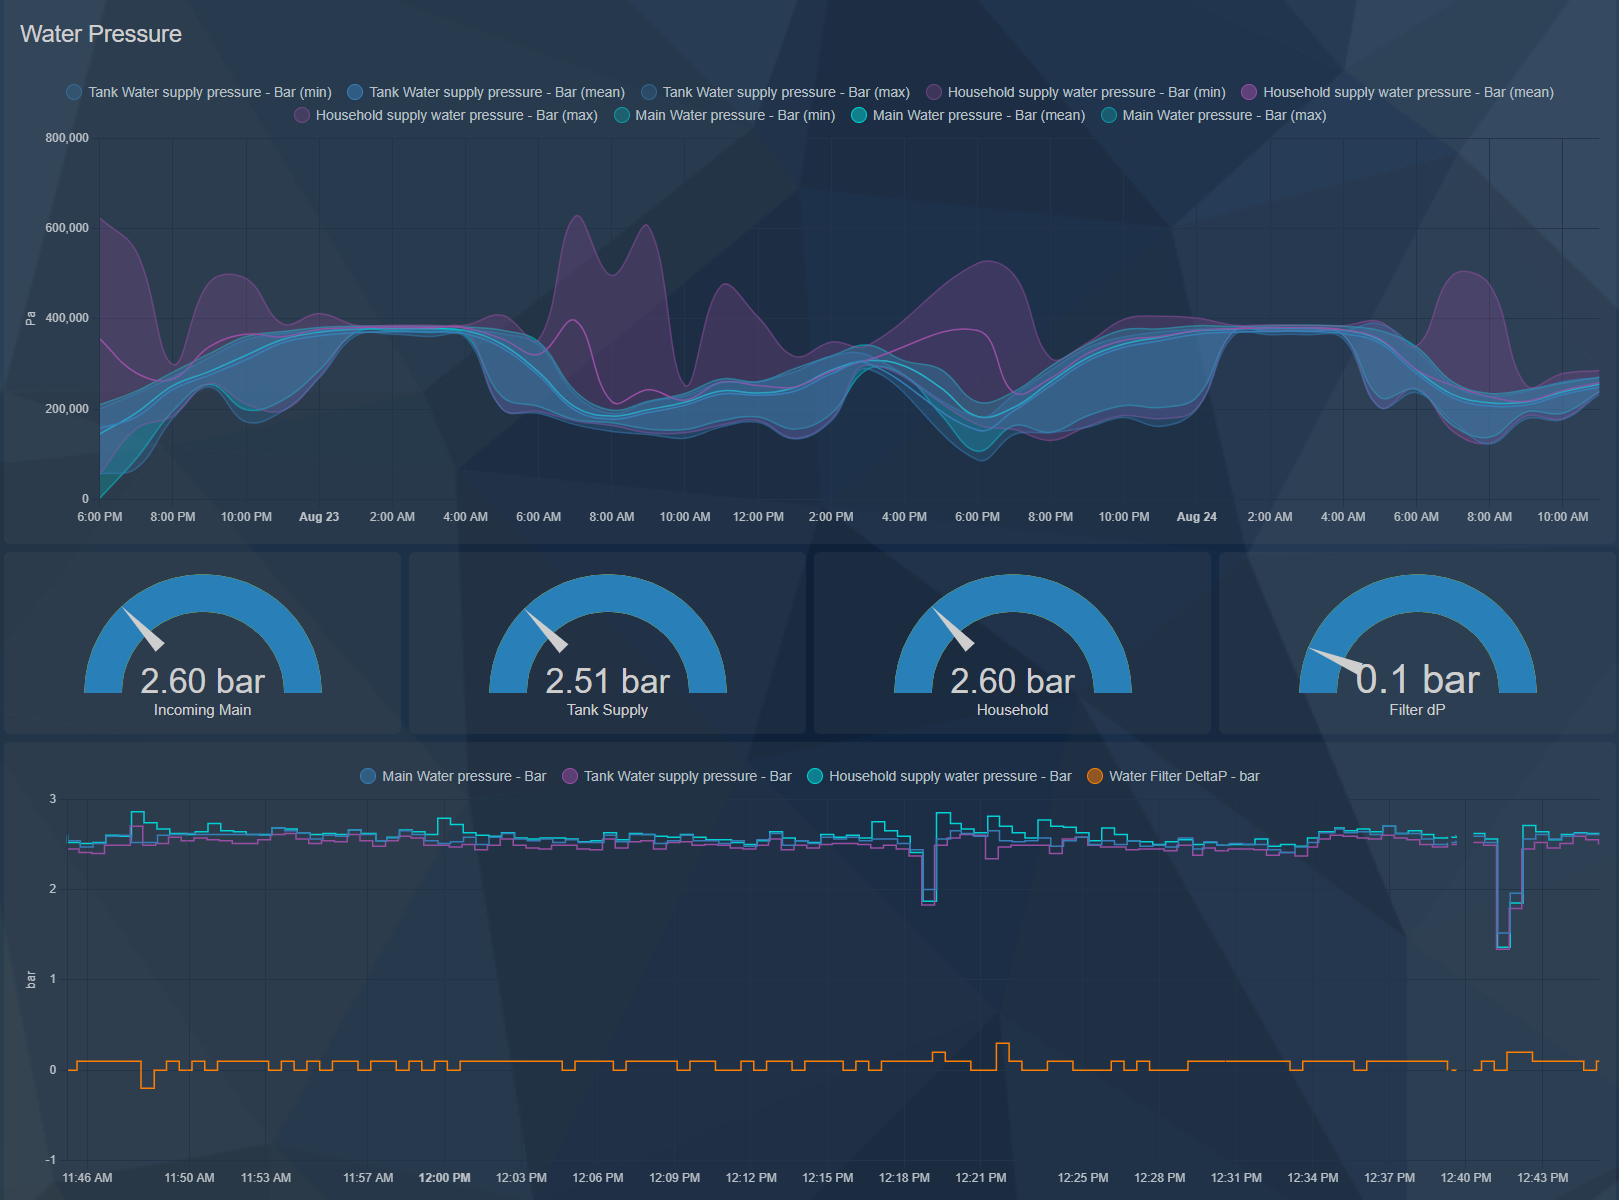 Water Pressure
Tank Water supply pressure - Bar (min) Tank Water supply pressure - Bar (mean) Tank Water supply pressure - Bar (max) Household supply water pressure - Bar (min) Household supply water pressure - Bar (mean)
Household supply water pressure - Bar (max) Main Water pressure - Bar (min) Main Water pressure - Bar (mean) Main Water pressure - Bar (max)
800,000
600,000
400,000
Pa
200,000
0
6:00 PM 8:00 PM 10:00 PM Aug 23 2:00 AM 4:00 AM 6:00 AM 8:00 AM 10:00 AM 12:00 PM 2:00 PM 4:00 PM 6:00 PM 8:00 PM 10:00 PM Aug 24 2:00 AM 4:00 AM 6:00 AM 8:00 AM 10:00 AM
2.60 bar 2.51 bar 2.60 bar 0.1 bar
Incoming Main Tank Supply Household Filter dP
Main Water pressure - Bar Tank Water supply pressure - Bar Household supply water pressure - Bar Water Filter DeltaP - bar
3
2
1
bar
0
-1
11:46 AM 11:50 AM 11:53 AM 11:57 AM 12:00 PM 12:03 PM 12:06 PM 12:09 PM 12:12 PM 12:15 PM 12:18 PM 12:21 PM 12:25 PM 12:28 PM 12:31 PM 12:34 PM 12:37 PM 12:40 PM 12:43 PM